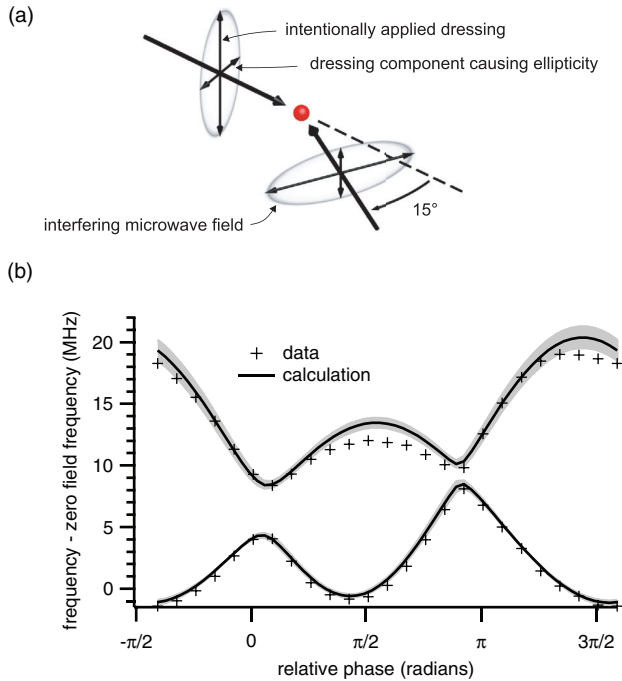 (a)
intentionally applied dressing
dressing component causing ellipticity
interfering microwave field
15°
(b)
frequency - zero field frequency (MHz)
20
15
10
5
0
+ data
calculation
-π/2
0
π/2
π
3π/2
relative phase (radians)